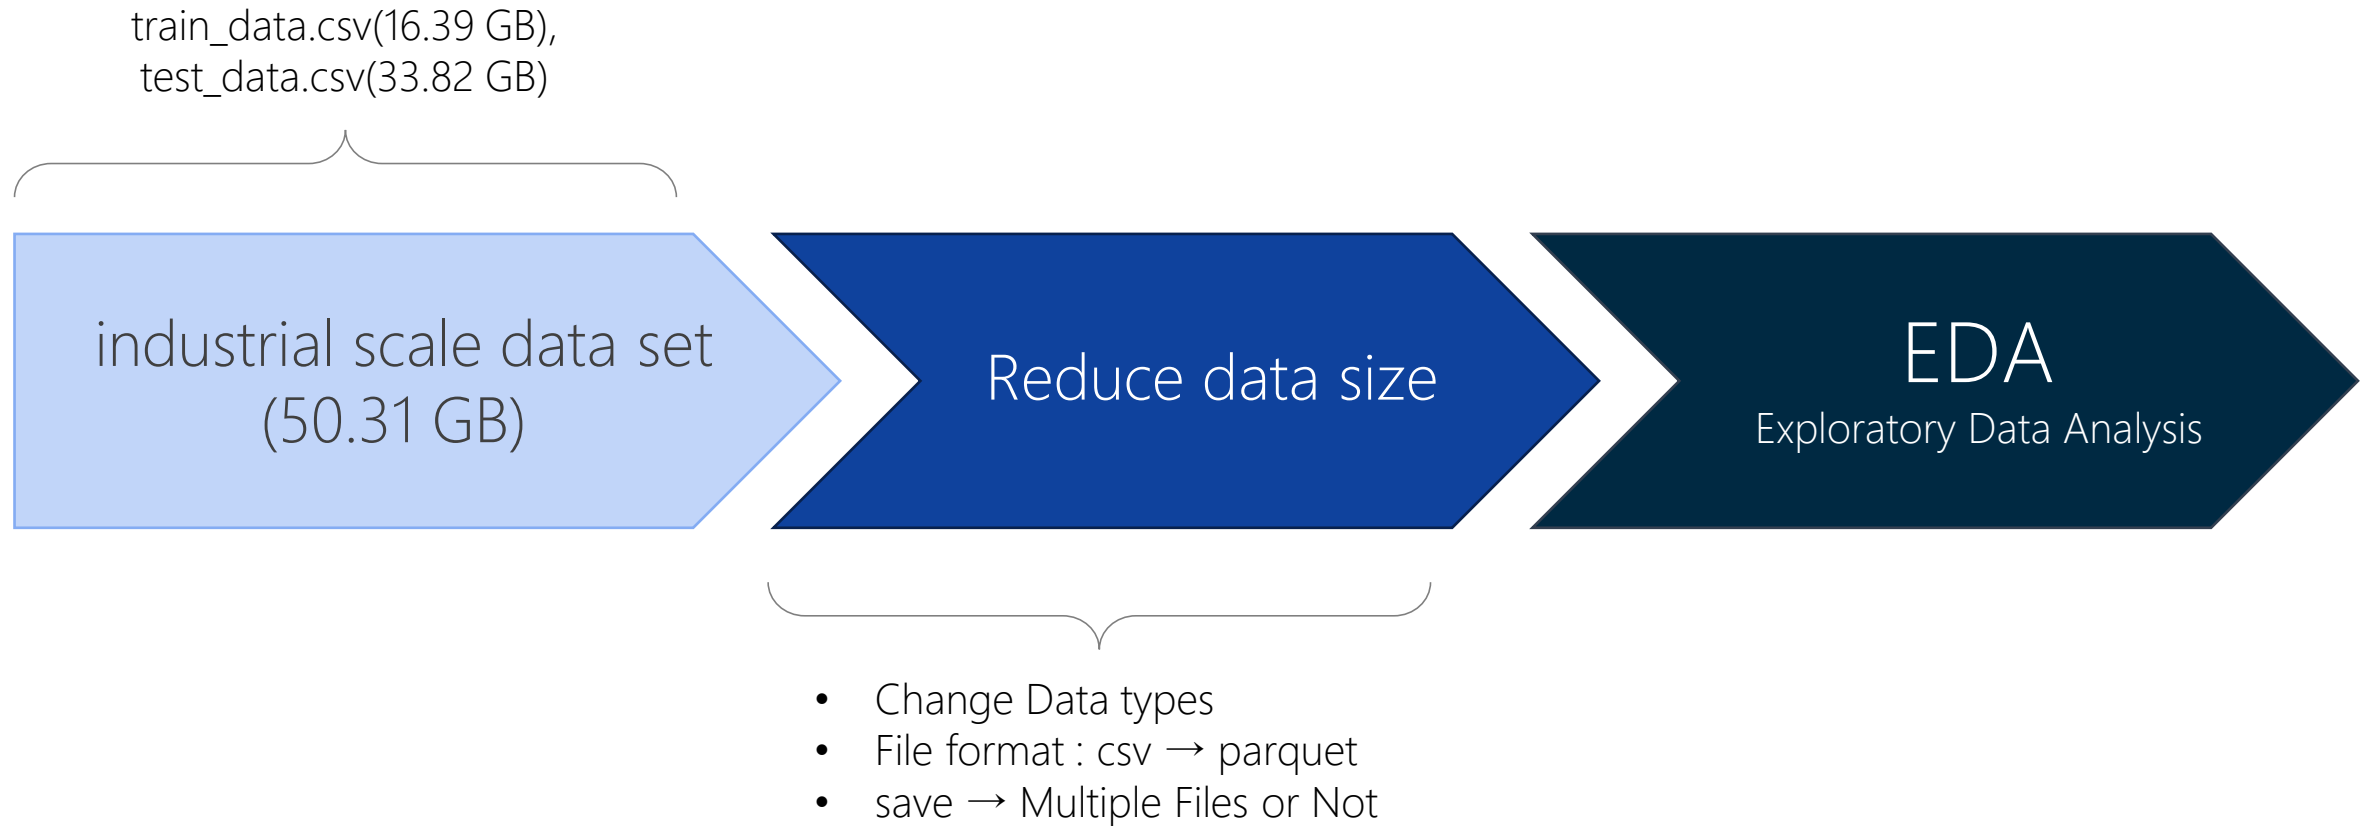 train_data.csv(16.39 GB),
test_data.csv(33.82 GB)
industrial scale data set
(50.31 GB)
Reduce data size
EDA
Exploratory Data Analysis
• Change Data types
• File format : csv → parquet
• save → Multiple Files or Not